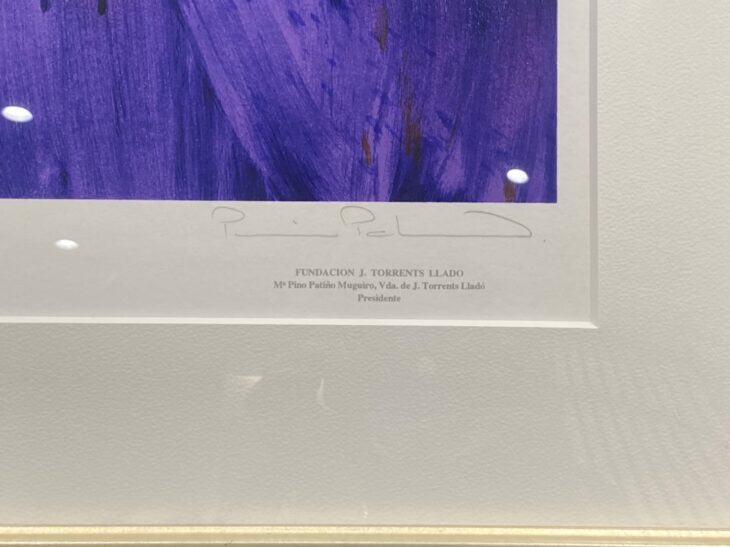 FUNDACION J. TORRENTS LLADO
Mª Pino Patiño Muguiro, Vda. de J. Torrents Lladó
Presidente